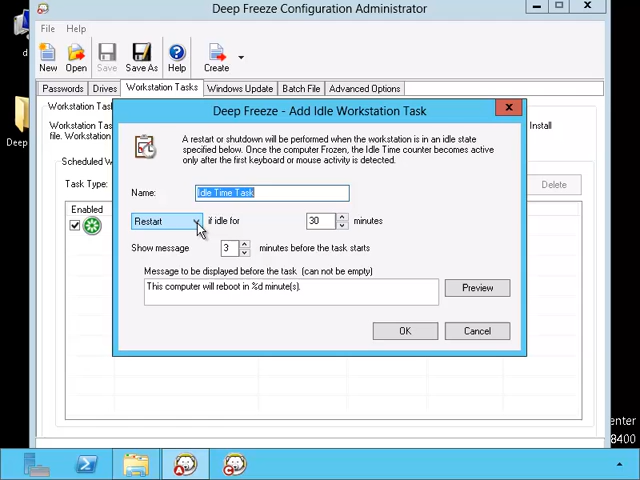 Deep Freeze Configuration Administrator
File Help
New Open Save Save As Help Create
Passwords Drives Workstation Tasks Windows Update Batch File Advanced Options
Workstation Tas
Deep Freeze - Add Idle Workstation Task
Workstation Tas
file. Workstation
Install
Scheduled W
Task Type:
Delete
Enabled
A restart or shutdown will be performed when the workstation is in an idle state
specified below. Once the computer Frozen, the Idle Time counter becomes active
only after the first keyboard or mouse activity is detected.
Name: Idle Time Task
Restart if idle for 30 minutes
Show message 3 minutes before the task starts
Message to be displayed before the task (can not be empty)
This computer will reboot in %d minute(s).
Preview
OK Cancel
d
Deep
enter
8400